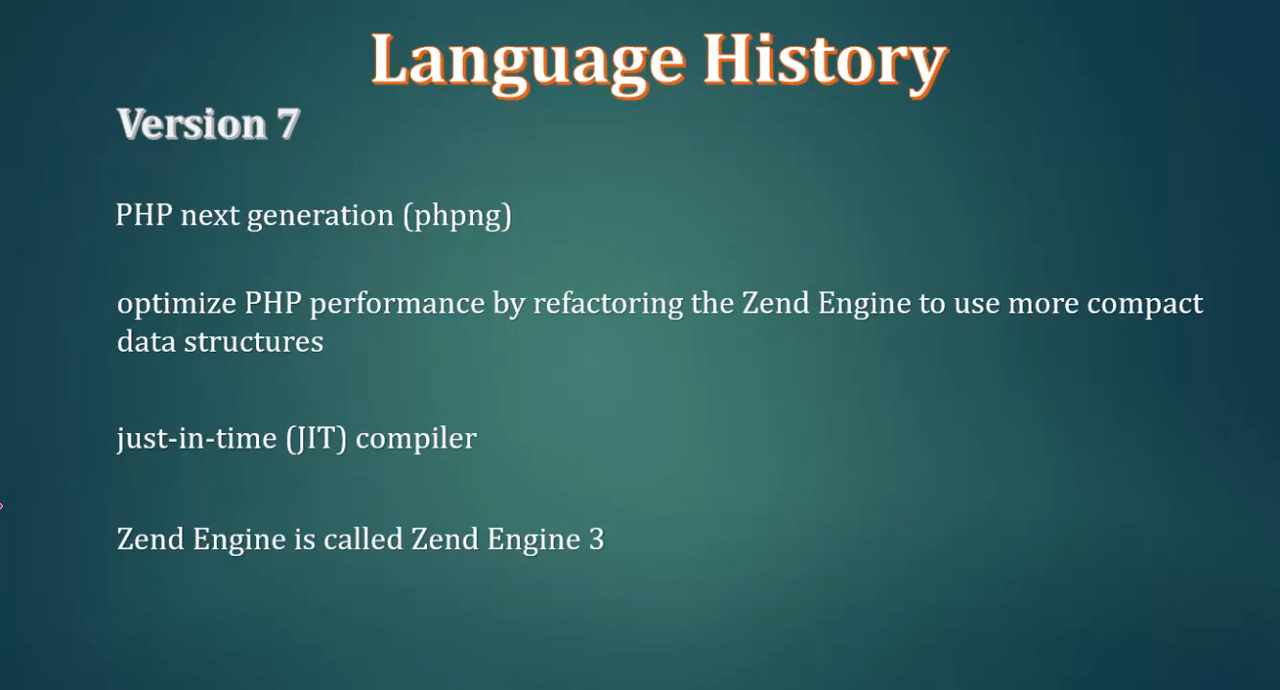 Language History
Version 7
PHP next generation (phpng)
optimize PHP performance by refactoring the Zend Engine to use more compact
data structures
just-in-time (JIT) compiler
Zend Engine is called Zend Engine 3